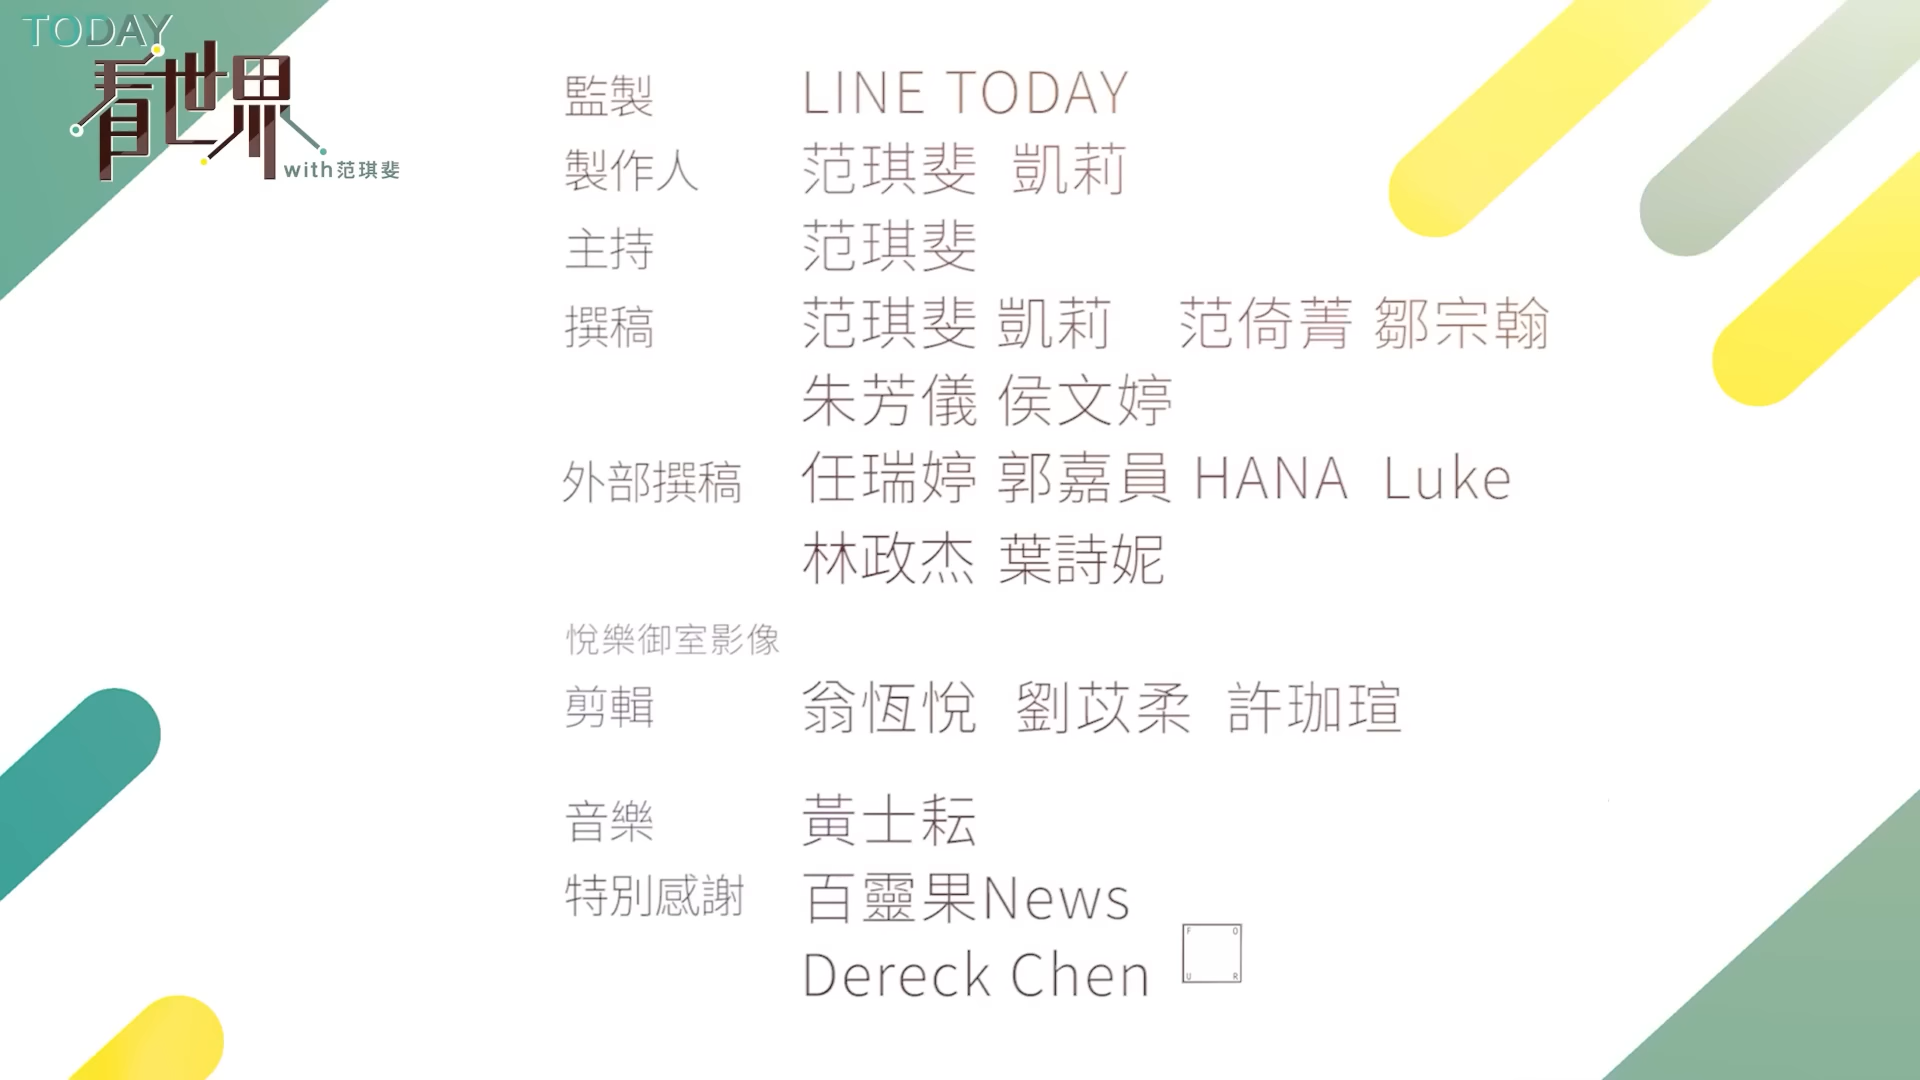 TODAY
看世界
with范琪斐
監製 LINE TODAY
製作人 范琪斐 凱莉
主持 范琪斐
撰稿 范琪斐 凱莉 范倚菁 鄒宗翰
朱芳儀 侯文婷
外部撰稿 任瑞婷 郭嘉員 HANA Luke
林政杰 葉詩妮
悅樂御室影像
剪輯 翁恆悅 劉苡柔 許珈瑄
音樂 黃士耘
特別感謝 百靈果News
Dereck Chen
F O
U R